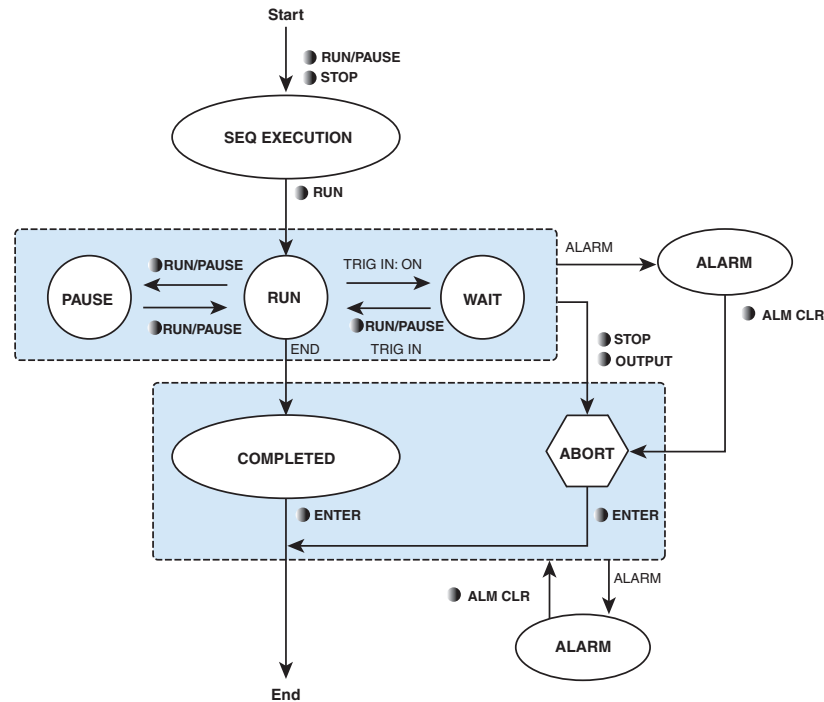 Start
RUN/PAUSE
STOP
SEQ EXECUTION
RUN
ALARM
ALARM
ALM CLR
RUN/PAUSE
TRIG IN: ON
PAUSE
RUN
WAIT
RUN/PAUSE
RUN/PAUSE
END
TRIG IN
STOP
OUTPUT
COMPLETED
ABORT
ENTER
ENTER
ALARM
ALM CLR
ALARM
End